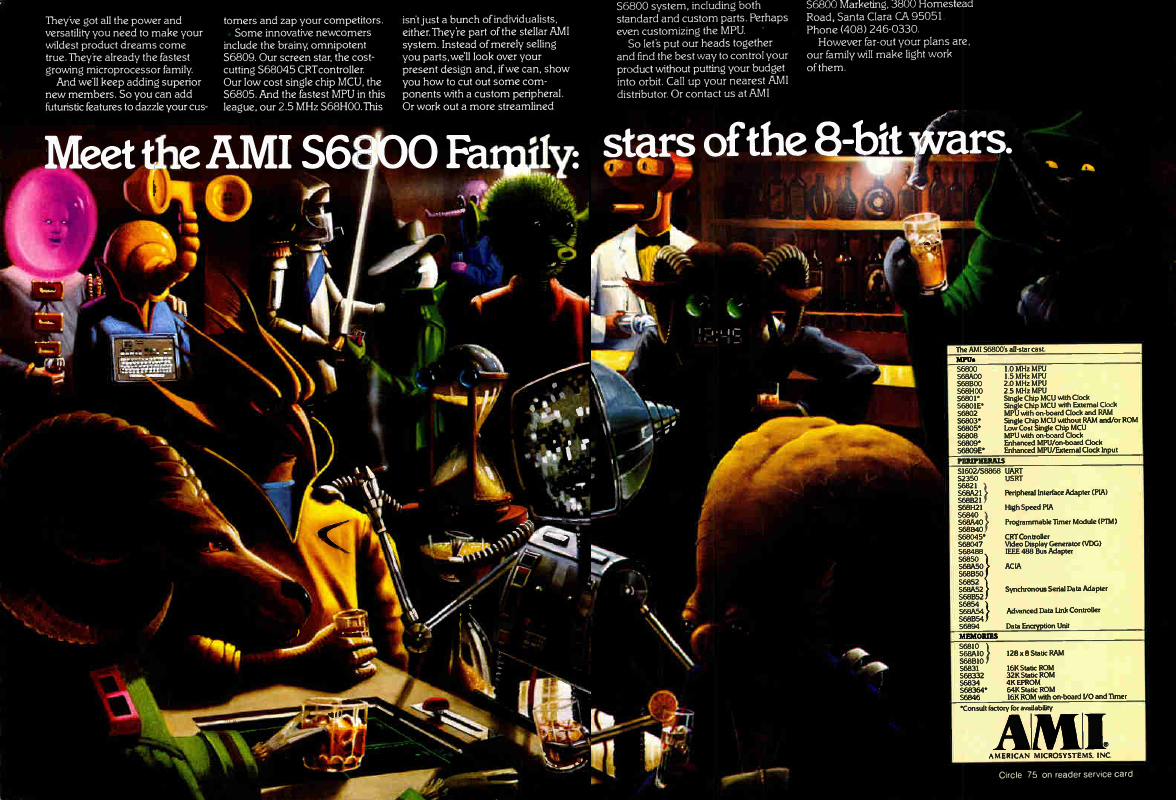 They've got all the power and
versatility you need to make your
wildest product dreams come
true. They're already the fastest
growing microprocessor family.
And we'll keep adding superior
new members. So you can add
futuristic features to dazzle your cus-
tomers and zap your competitors.
Some innovative newcomers
include the brainy, omnipotent
S6809. Our screen star, the cost-
cutting S68045 CRT controller.
Our low cost single chip MCU, the
S6805. And the fastest MPU in this
league, our 2.5 MHz S68H00. This
isn't just a bunch of individualists,
either. They're part of the stellar AMI
system. Instead of merely selling
you parts, we'll look over your
present design and, if we can, show
you how to cut out some com-
ponents with a custom peripheral.
Or work out a more streamlined
S6800 system, including both
standard and custom parts. Perhaps
even customizing the MPU.
So let's put our heads together
and find the best way to control your
product without putting your budget
into orbit. Call up your nearest AMI
distributor. Or contact us at AMI
S6800 Marketing, 3800 Homestead
Road, Santa Clara CA 95051.
Phone (408) 246-0330.
However far-out your plans are,
our family will make light work
of them.
Meet the AMI S6800 Family: stars of the 8-bit wars.
12:45
The AMI S6800's all-star cast.
MPUs
S6800 1.0 MHz MPU
S68A00 1.5 MHz MPU
S68B00 2.0 MHz MPU
S68H00 2.5 MHz MPU
S6801* Single Chip MCU with Clock
S6801E* Single Chip MCU with External Clock
S6802 MPU with on-board Clock and RAM
S6803* Single Chip MCU without RAM and/or ROM
S6805* Low Cost Single Chip MCU
S6808 MPU with on-board Clock
S6809* Enhanced MPU/on-board Clock
S6809E* Enhanced MPU/External Clock Input
PERIPHERALS
S1602/S8868 UART
S2350 USRT
S6821
S68A21 Peripheral Interface Adapter (PIA)
S68B21
S68H21 High Speed PIA
S6840
S68A40 Programmable Timer Module (PTM)
S68B40
S68045* CRT Controller
S68047 Video Display Generator (VDG)
S68488 IEEE 488 Bus Adapter
S6850
S68A50 ACIA
S68B50
S6852
S68A52 Synchronous Serial Data Adapter
S68B52
S6854
S68A54 Advanced Data Link Controller
S68B54
S6894 Data Encryption Unit
MEMORIES
S6810
S68A10 128 x 8 Static RAM
S68B10
S6831 16K Static ROM
S68332 32K Static ROM
S6834 4K EPROM
S68364* 64K Static ROM
S6846 16K ROM with on-board I/O and Timer
*Consult factory for availability
AMI®
AMERICAN MICROSYSTEMS, INC.
Circle 75 on reader service card